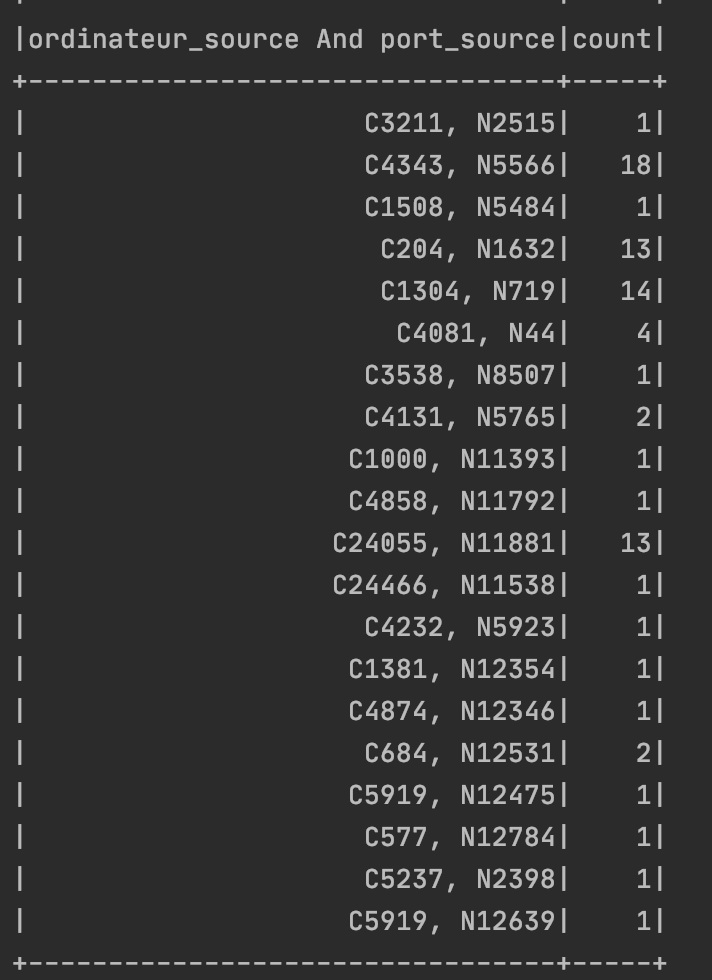 |ordinateur_source And port_source|count|
+---------------------------------+-----+
|                     C3211, N2515|    1|
|                     C4343, N5566|   18|
|                     C1508, N5484|    1|
|                      C204, N1632|   13|
|                      C1304, N719|   14|
|                       C4081, N44|    4|
|                     C3538, N8507|    1|
|                     C4131, N5765|    2|
|                    C1000, N11393|    1|
|                    C4858, N11792|    1|
|                   C24055, N11881|   13|
|                   C24466, N11538|    1|
|                     C4232, N5923|    1|
|                    C1381, N12354|    1|
|                    C4874, N12346|    1|
|                     C684, N12531|    2|
|                    C5919, N12475|    1|
|                     C577, N12784|    1|
|                     C5237, N2398|    1|
|                    C5919, N12639|    1|
+---------------------------------+-----+